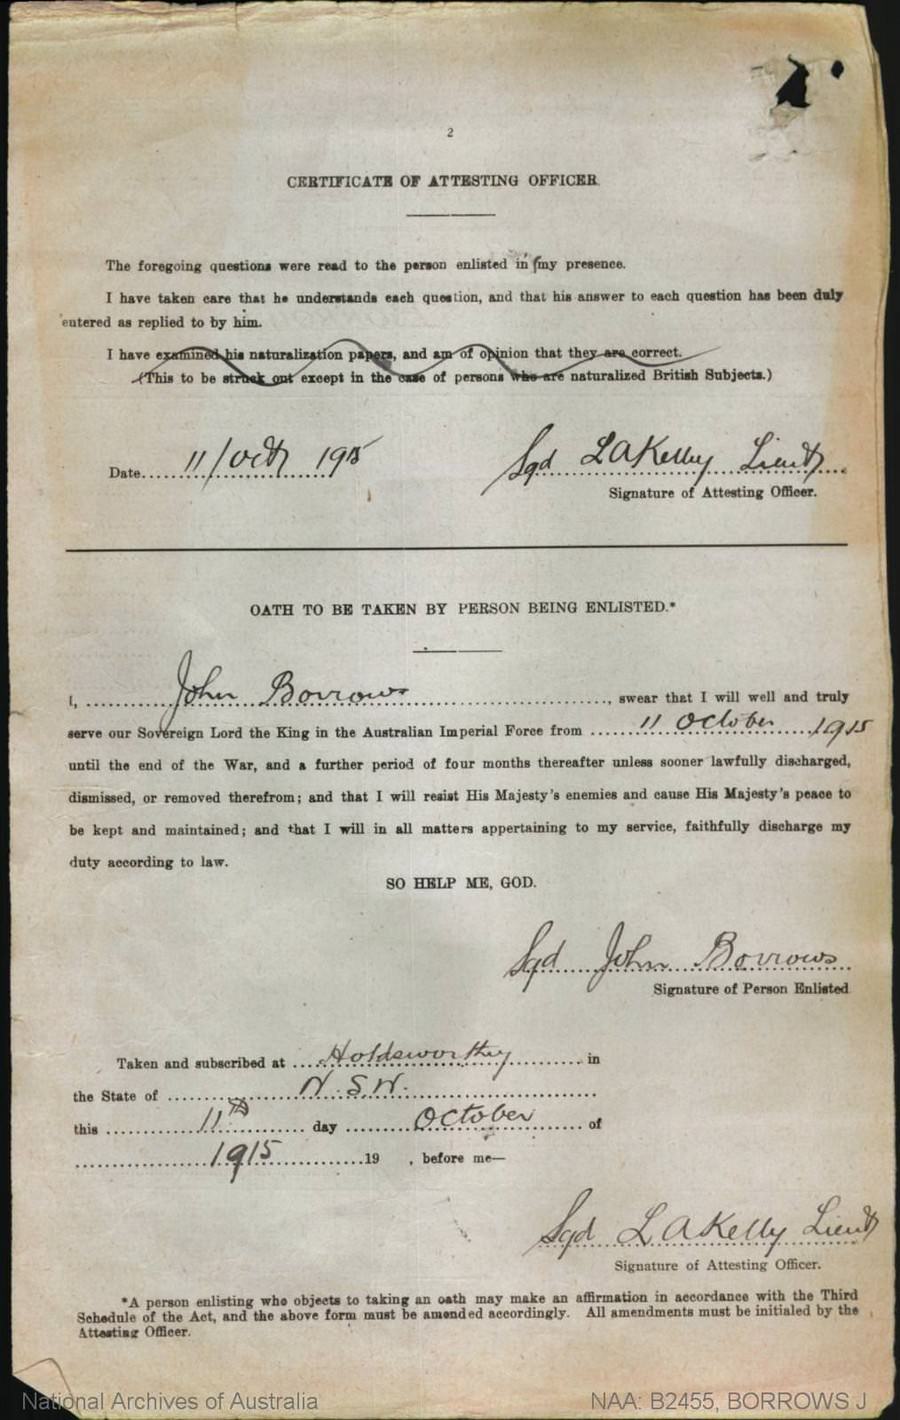 2
CERTIFICATE OF ATTESTING OFFICER.
The foregoing questions were read to the person enlisted in my presence.
I have taken care that he understands each question, and that his answer to each question has been duly
entered as replied to by him.
I have examined his naturalization papers, and am of opinion that they are correct.
(This to be struck out except in the case of persons who are naturalized British Subjects.)
Date 11/Oct 1915 Sgd L A Kelly Lieut
Signature of Attesting Officer.
OATH TO BE TAKEN BY PERSON BEING ENLISTED.*
I, John Borrows, swear that I will well and truly
serve our Sovereign Lord the King in the Australian Imperial Force from 11 October 1915
until the end of the War, and a further period of four months thereafter unless sooner lawfully discharged,
dismissed, or removed therefrom; and that I will resist His Majesty's enemies and cause His Majesty's peace to
be kept and maintained; and that I will in all matters appertaining to my service, faithfully discharge my
duty according to law.
SO HELP ME, GOD.
Sgd John Borrows
Signature of Person Enlisted
Taken and subscribed at Holdsworthy in
the State of N.S.W.
this 11th day October of
1915 19 , before me—
Sgd L A Kelly Lieut
Signature of Attesting Officer.
*A person enlisting who objects to taking an oath may make an affirmation in accordance with the Third
Schedule of the Act, and the above form must be amended accordingly. All amendments must be initialed by the
Attesting Officer.
National Archives of Australia NAA: B2455, BORROWS J